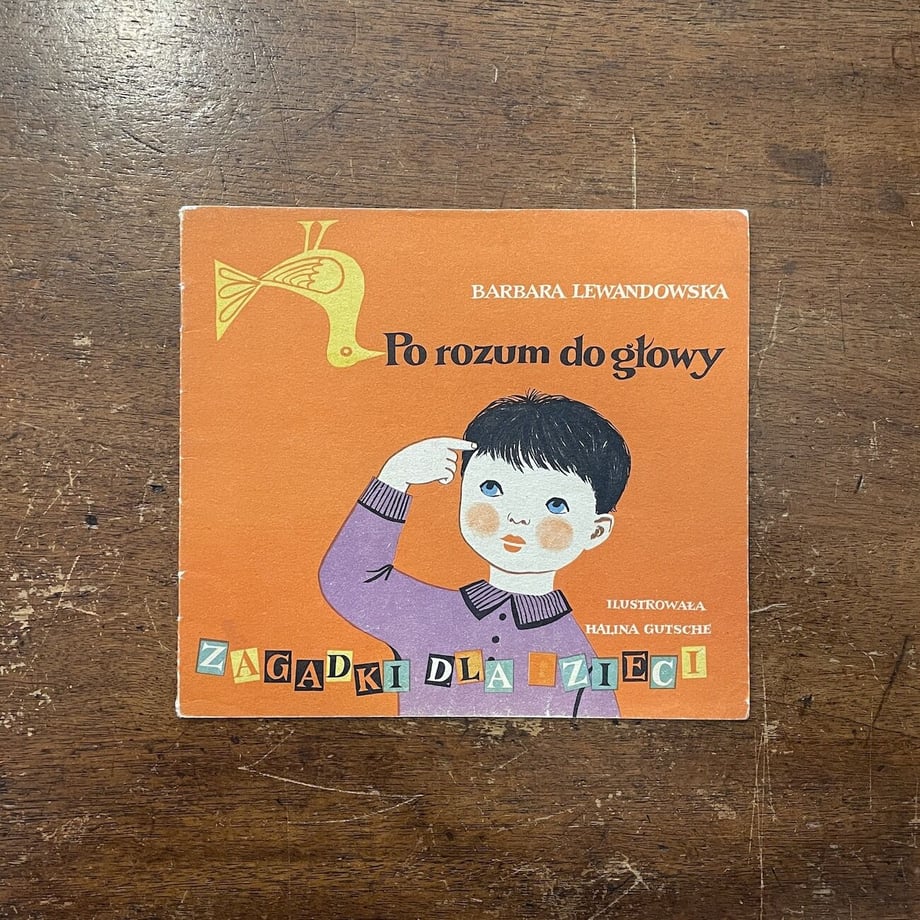 BARBARA LEWANDOWSKA
Po rozum do głowy
ILUSTROWAŁA
HALINA GUTSCHE
ZAGADKI DLA DZIECI